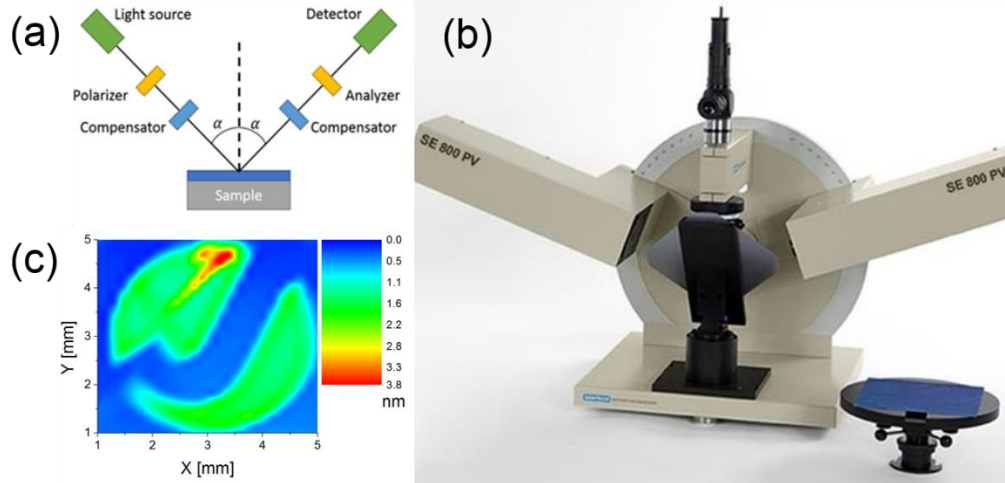 (a)
Light source
Detector
Polarizer
Analyzer
Compensator
α
α
Compensator
Sample
(b)
SE 800 PV
SE 800 PV
(c)
5
4
3
2
1
Y [mm]
1
2
3
4
5
X [mm]
0.0
0.5
1.1
1.6
2.2
2.7
3.3
3.8
nm